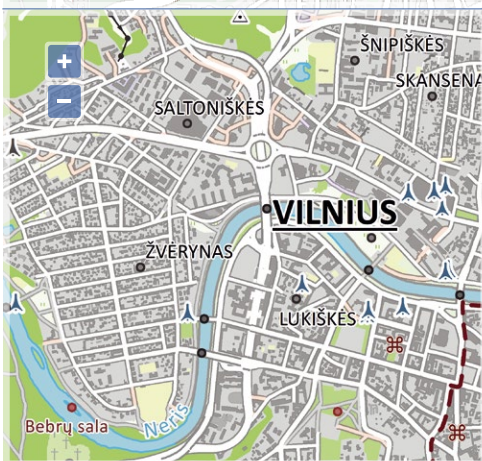 +
ŠNIPIŠKĖS
SKANSENA
−
SALTONIŠKĖS
VILNIUS
ŽVĖRYNAS
LUKIŠKĖS
Neris
Bebrų sala